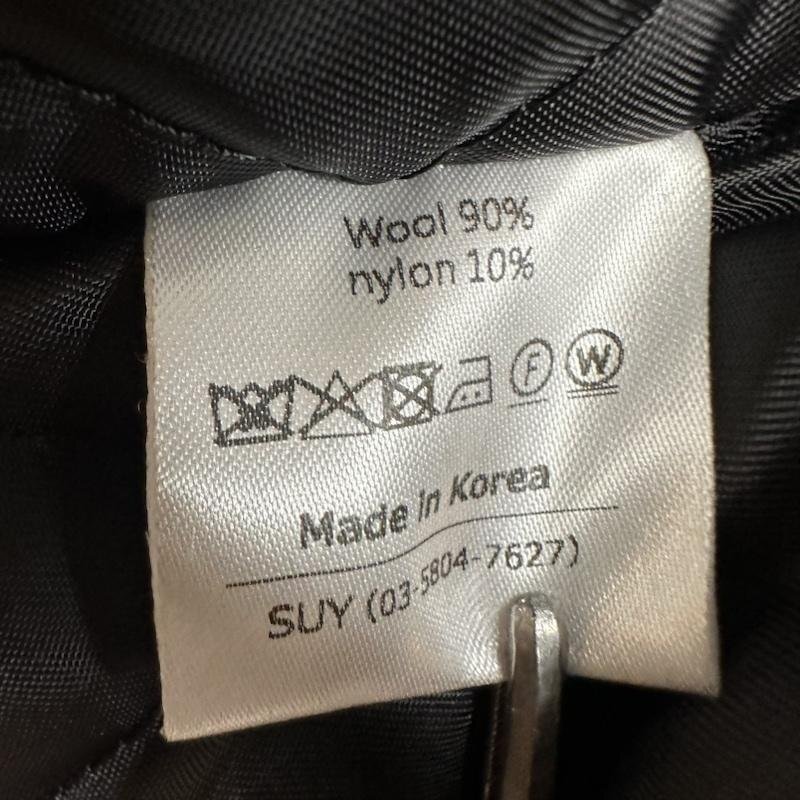 Wool 90%
nylon 10%
F W
Made in Korea
SUY (03-5804-7627)